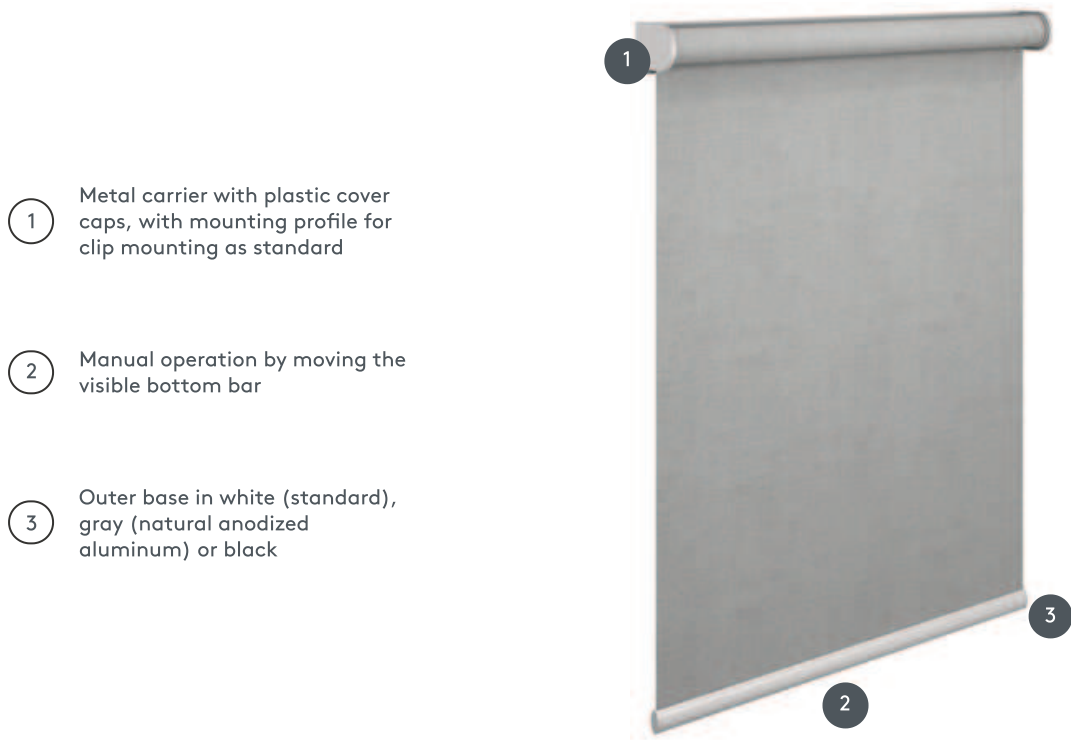 1
Metal carrier with plastic cover
caps, with mounting profile for
clip mounting as standard
2
Manual operation by moving the
visible bottom bar
3
Outer base in white (standard),
gray (natural anodized
aluminum) or black
1
3
2